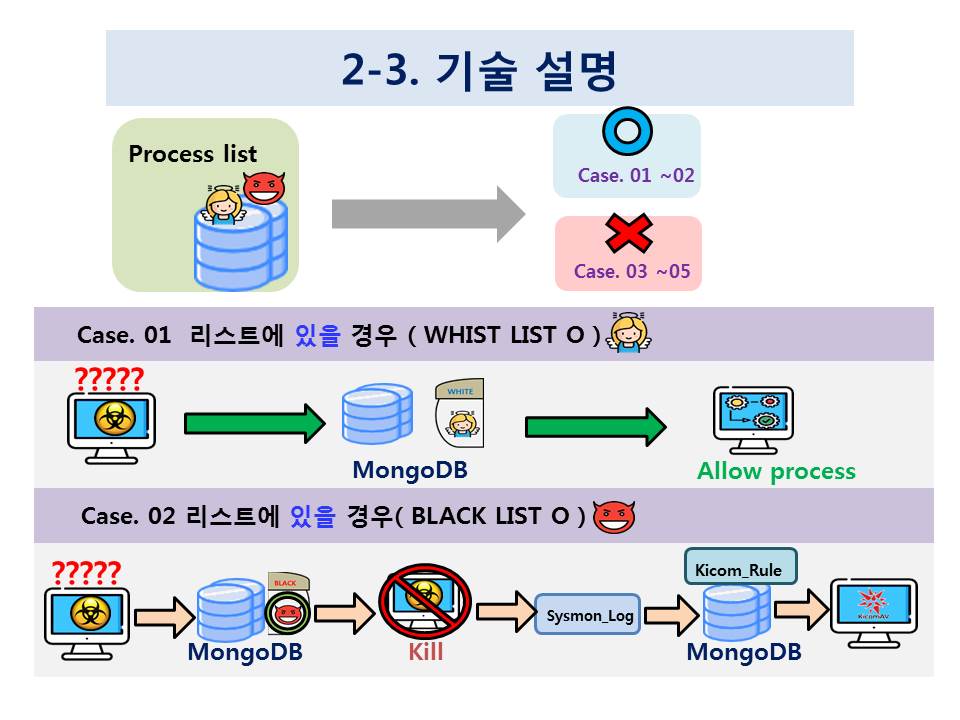 2-3. 기술 설명
Process list
Case. 01 ~02
Case. 03 ~05
Case. 01 리스트에 있을 경우 ( WHIST LIST O )
?????
WHITE
MongoDB
Allow process
Case. 02 리스트에 있을 경우( BLACK LIST O )
?????
BLACK
MongoDB
Kill
Sysmon_Log
Kicom_Rule
MongoDB
KicomAV